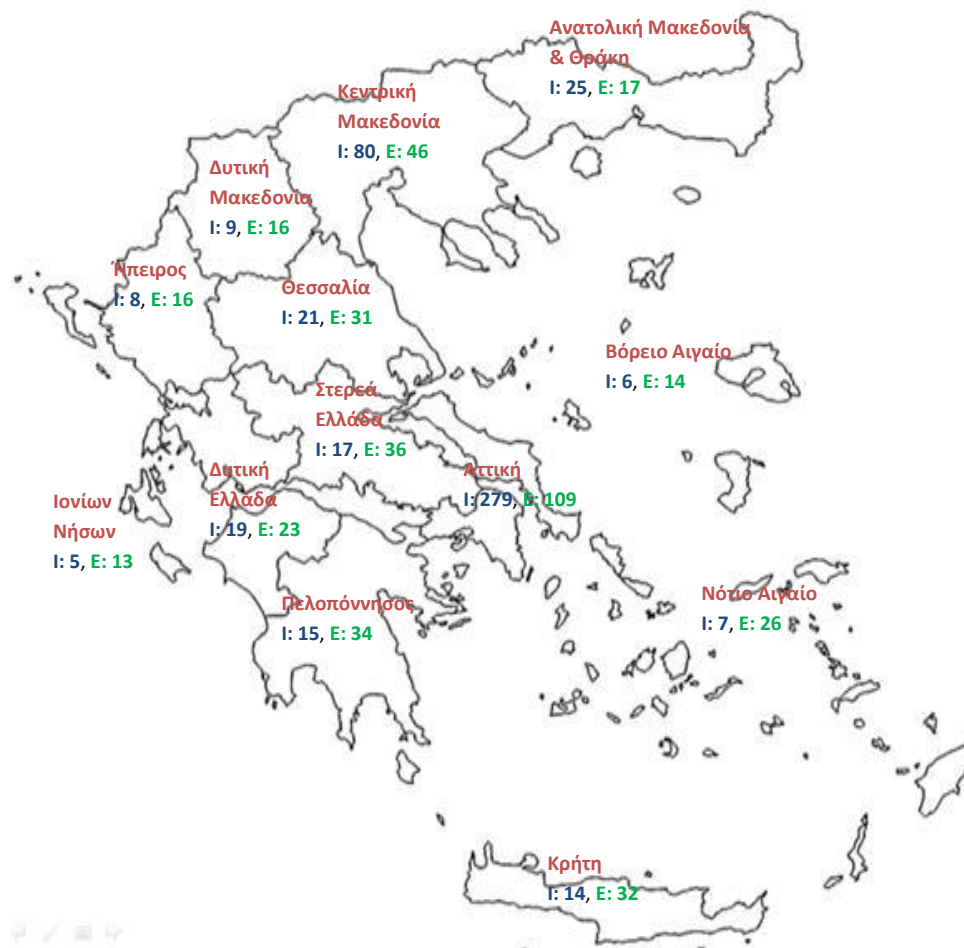 Ανατολική Μακεδονία
& Θράκη
Ι: 25, Ε: 17
Κεντρική
Μακεδονία
Ι: 80, Ε: 46
Δυτική
Μακεδονία
Ι: 9, Ε: 16
Ήπειρος
Ι: 8, Ε: 16
Θεσσαλία
Ι: 21, Ε: 31
Βόρειο Αιγαίο
Ι: 6, Ε: 14
Στερεά
Ελλάδα
Ι: 17, Ε: 36
Αττική
Ι:279, Ε: 109
Δυτική
Ελλάδα
Ι: 19, Ε: 23
Ιονίων
Νήσων
Ι: 5, Ε: 13
Πελοπόννησος
Ι: 15, Ε: 34
Νότιο Αιγαίο
Ι: 7, Ε: 26
Κρήτη
Ι: 14, Ε: 32